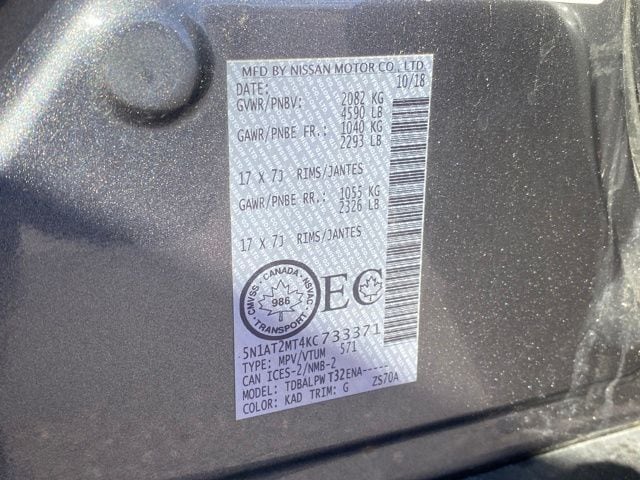 MFD BY NISSAN MOTOR CO., LTD
DATE: 10/18
GVWR/PNBV: 2082 KG
4590 LB
GAWR/PNBE FR.: 1040 KG
2293 LB
17 X 7J RIMS/JANTES
GAWR/PNBE RR.: 1055 KG
2326 LB
17 X 7J RIMS/JANTES
CMVSS · CANADA · NSVAC
986
TRANSPORT
EC
5N1AT2MT4KC733371
TYPE: MPV/VTUM 571
CAN ICES-2/NMB-2
MODEL: TDBALPW T32ENA-----
COLOR: KAD TRIM: G ZS70A